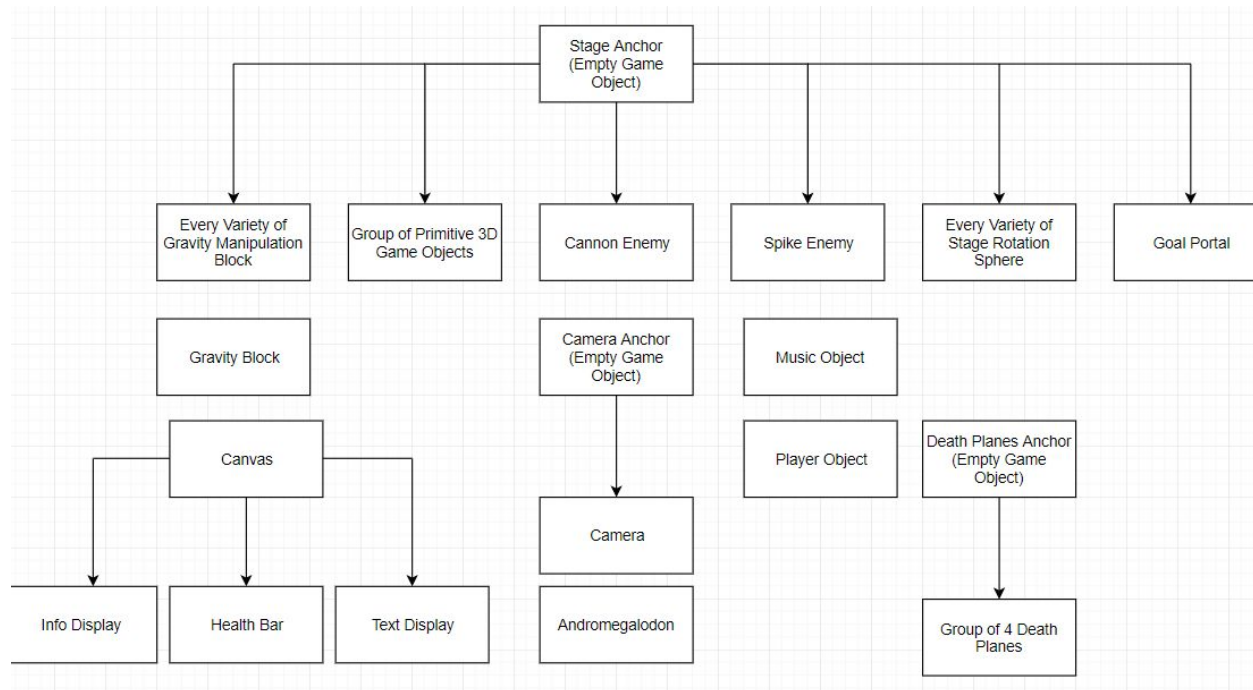 Stage Anchor
(Empty Game
Object)
Every Variety of
Gravity Manipulation
Block
Group of Primitive 3D
Game Objects
Cannon Enemy
Spike Enemy
Every Variety of
Stage Rotation
Sphere
Goal Portal
Gravity Block
Camera Anchor
(Empty Game
Object)
Music Object
Canvas
Player Object
Death Planes Anchor
(Empty Game
Object)
Camera
Info Display
Health Bar
Text Display
Andromegalodon
Group of 4 Death
Planes